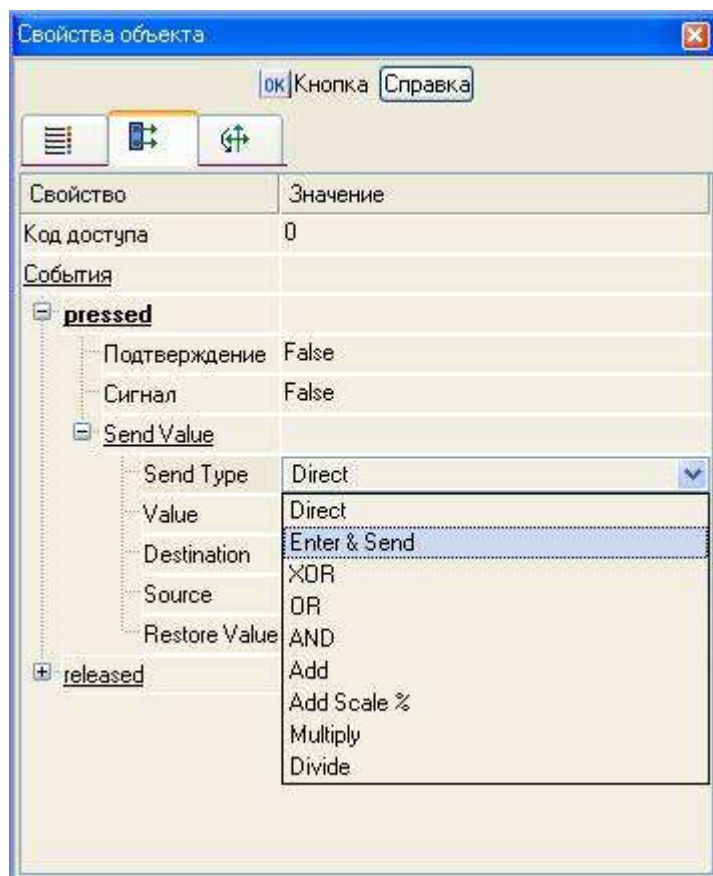 Свойства объекта
ок Кнопка Справка
Свойство Значение
Код доступа 0
События
pressed
Подтверждение False
Сигнал False
Send Value
Send Type Direct
Value Direct
Destination Enter & Send
Source XOR
Restore Value OR
released AND
Add
Add Scale %
Multiply
Divide